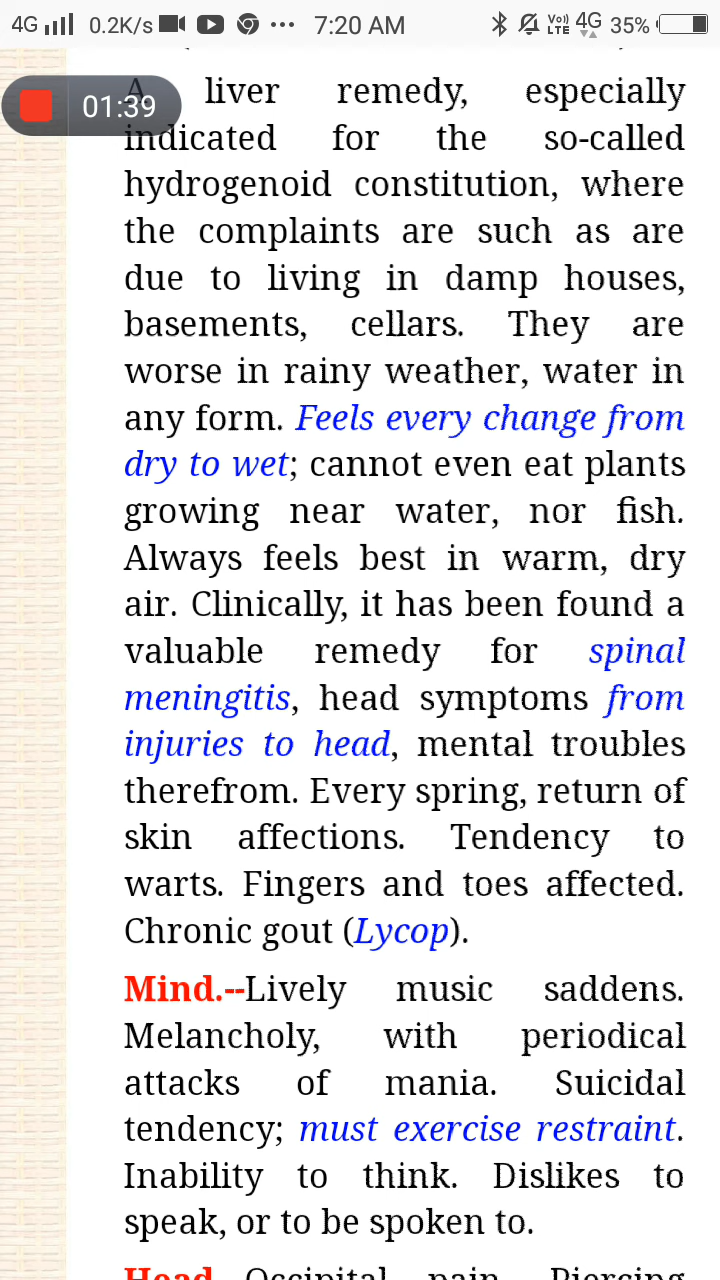 4G 0.2K/s ... 7:20 AM Vo)) LTE 4G 35%
01:39
A liver remedy, especially
indicated for the so-called
hydrogenoid constitution, where
the complaints are such as are
due to living in damp houses,
basements, cellars. They are
worse in rainy weather, water in
any form. Feels every change from
dry to wet; cannot even eat plants
growing near water, nor fish.
Always feels best in warm, dry
air. Clinically, it has been found a
valuable remedy for spinal
meningitis, head symptoms from
injuries to head, mental troubles
therefrom. Every spring, return of
skin affections. Tendency to
warts. Fingers and toes affected.
Chronic gout (Lycop).
Mind.--Lively music saddens.
Melancholy, with periodical
attacks of mania. Suicidal
tendency; must exercise restraint.
Inability to think. Dislikes to
speak, or to be spoken to.
Head Occipital pain. Piercing